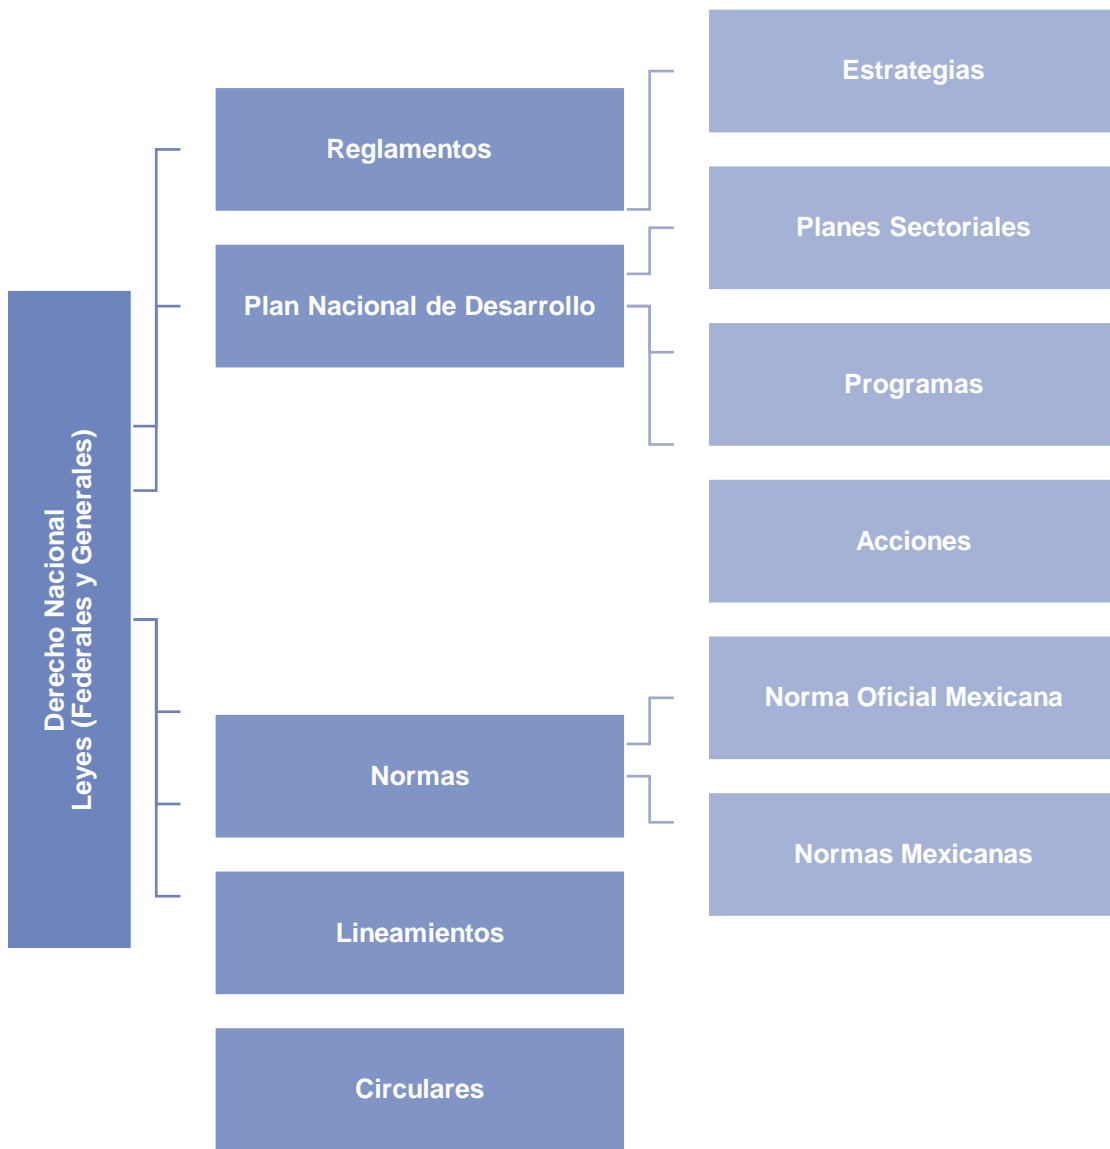 Derecho Nacional
Leyes (Federales y Generales)
Reglamentos
Plan Nacional de Desarrollo
Estrategias
Planes Sectoriales
Programas
Acciones
Normas
Norma Oficial Mexicana
Normas Mexicanas
Lineamientos
Circulares